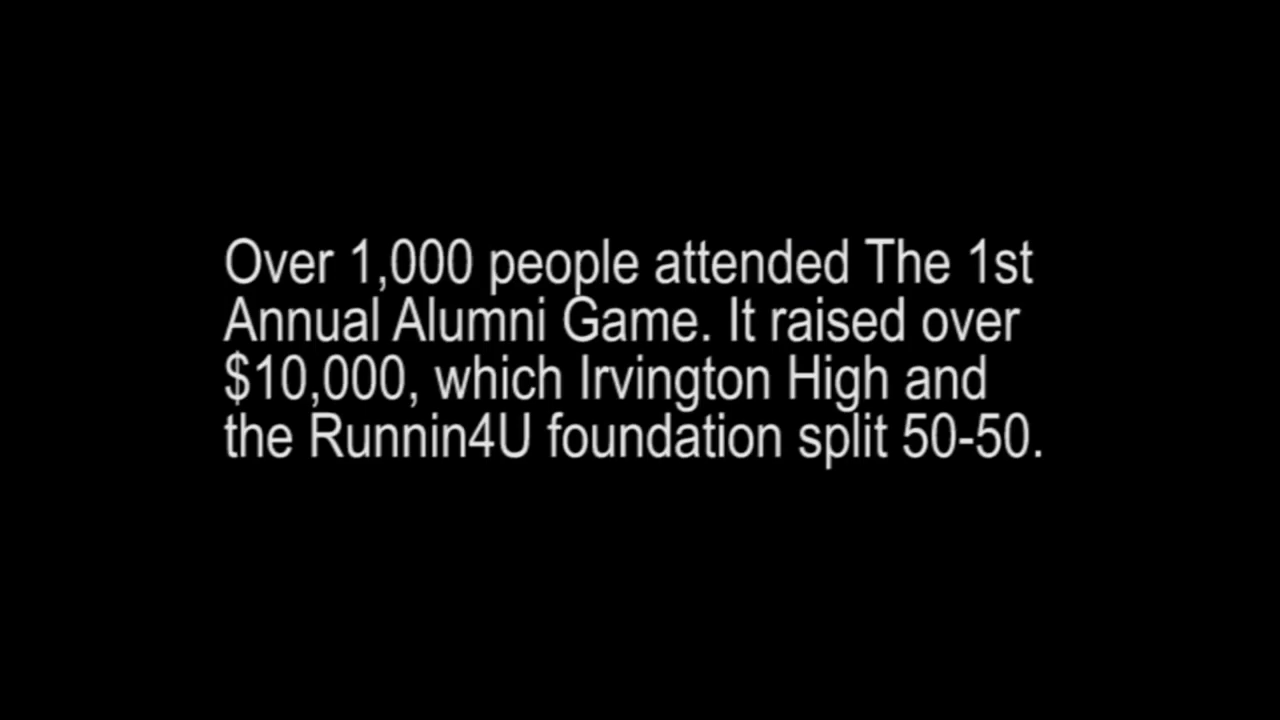 Over 1,000 people attended The 1st
Annual Alumni Game. It raised over
$10,000, which Irvington High and
the Runnin4U foundation split 50-50.